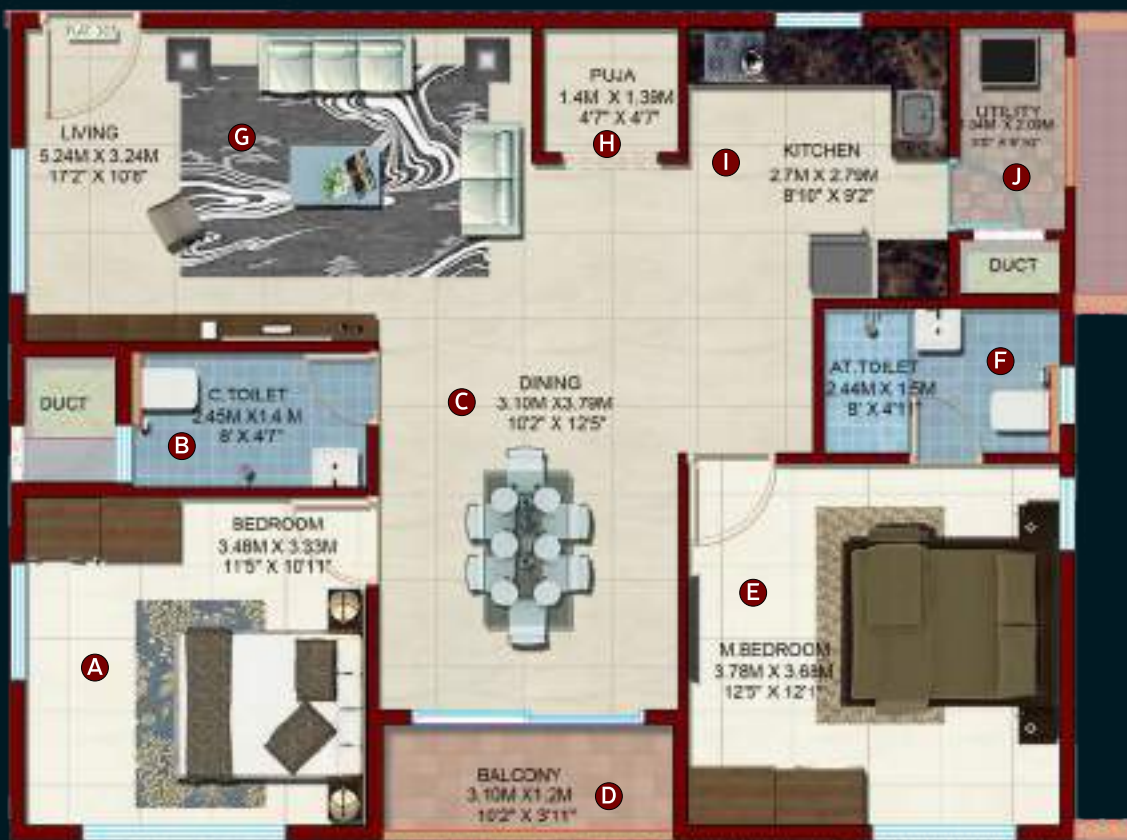 LIVING
5.24M X 3.24M
17'2" X 10'8"
G
PUJA
1.4M X 1.39M
4'7" X 4'7"
H
I
KITCHEN
2.7M X 2.79M
8'10" X 9'2"
UTILITY
J
DUCT
DUCT
C.TOILET
2.45M X1.4 M
8' X 4'7"
B
C
DINING
3.10M X3.79M
10'2" X 12'5"
AT.TOILET
2.44M X 1.5M
8' X 4'11"
F
BEDROOM
3.48M X 3.33M
11'5" X 10'11"
A
E
M.BEDROOM
3.78M X 3.68M
12'5" X 12'1"
BALCONY
3.10M X1.2M
10'2" X 3'11"
D